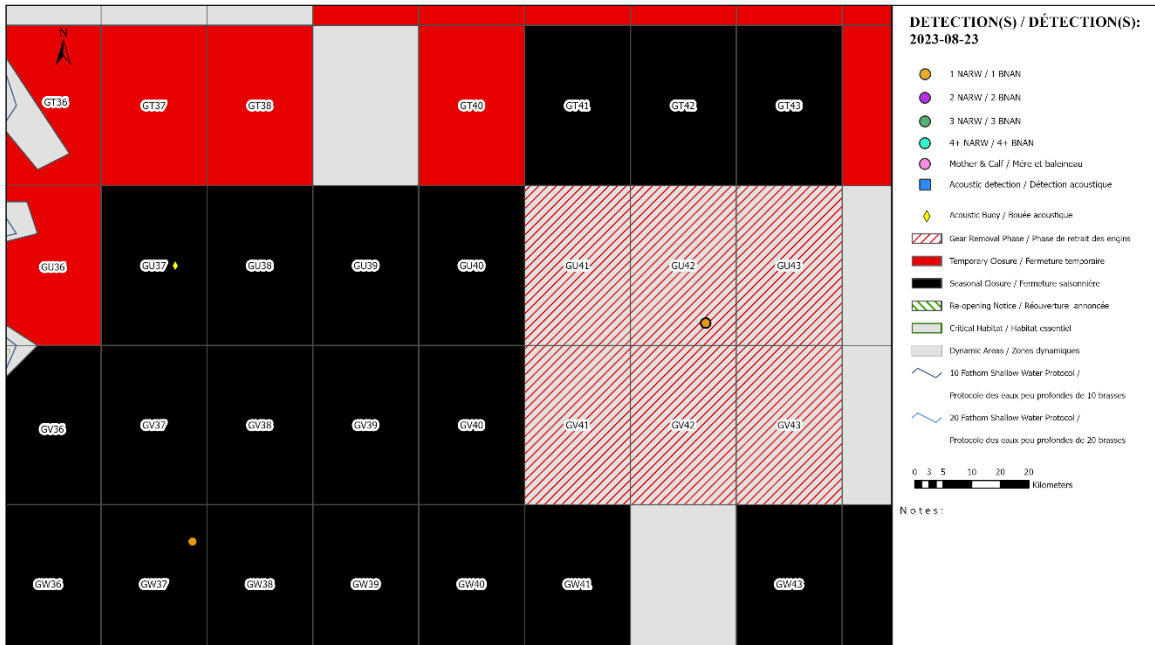 N
GT36 GT37 GT38 GT40 GT41 GT42 GT43
GU36 GU37 GU38 GU39 GU40 GU41 GU42 GU43
GV36 GV37 GV38 GV39 GV40 GV41 GV42 GV43
GW36 GW37 GW38 GW39 GW40 GW41 GW43
DETECTION(S) / DÉTECTION(S):
2023-08-23
1 NARW / 1 BNAN
2 NARW / 2 BNAN
3 NARW / 3 BNAN
4+ NARW / 4+ BNAN
Mother & Calf / Mère et baleineau
Acoustic detection / Détection acoustique
Acoustic Buoy / Bouée acoustique
Gear Removal Phase / Phase de retrait des engins
Temporary Closure / Fermeture temporaire
Seasonal Closure / Fermeture saisonnière
Re-opening Notice / Réouverture annoncée
Critical Habitat / Habitat essentiel
Dynamic Areas / Zones dynamiques
10 Fathom Shallow Water Protocol /
Protocole des eaux peu profondes de 10 brasses
20 Fathom Shallow Water Protocol /
Protocole des eaux peu profondes de 20 brasses
0 3 5 10 20 20
Kilometers
Notes: